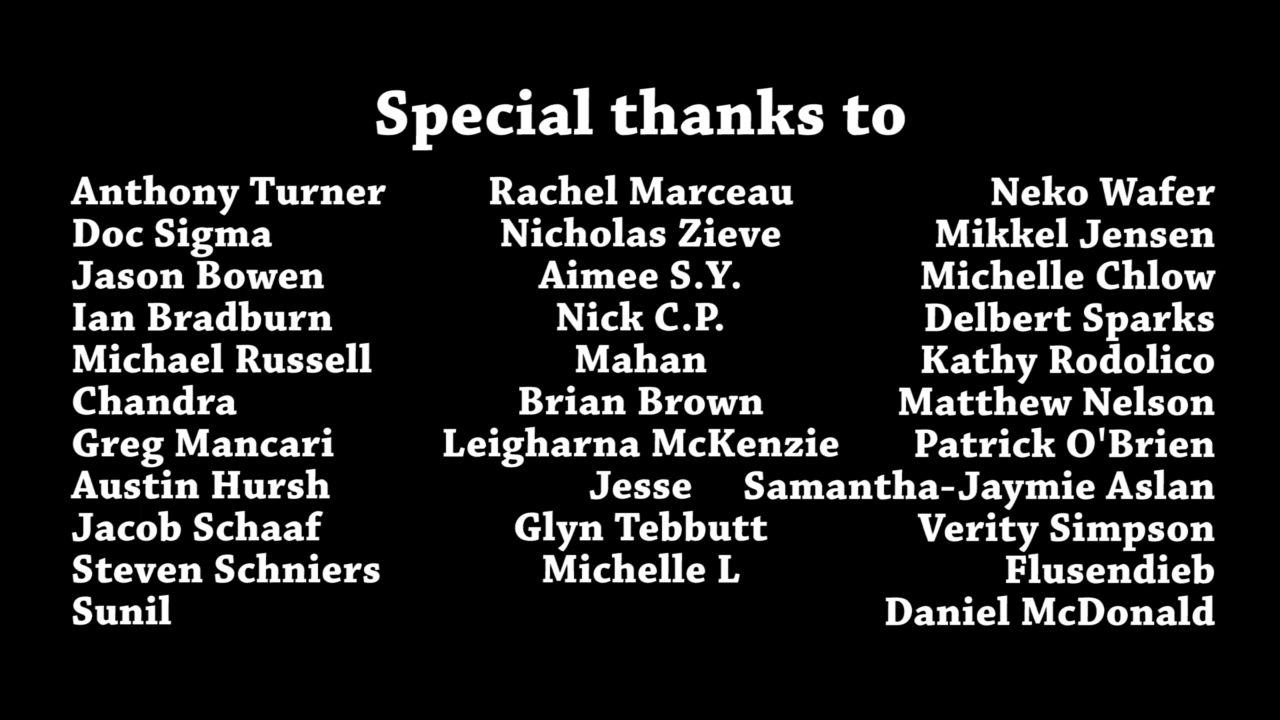 Special thanks to
Anthony Turner
Doc Sigma
Jason Bowen
Ian Bradburn
Michael Russell
Chandra
Greg Mancari
Austin Hursh
Jacob Schaaf
Steven Schniers
Sunil
Rachel Marceau
Nicholas Zieve
Aimee S.Y.
Nick C.P.
Mahan
Brian Brown
Leigharna McKenzie
Jesse
Glyn Tebbutt
Michelle L
Neko Wafer
Mikkel Jensen
Michelle Chlow
Delbert Sparks
Kathy Rodolico
Matthew Nelson
Patrick O'Brien
Samantha-Jaymie Aslan
Verity Simpson
Flusendieb
Daniel McDonald